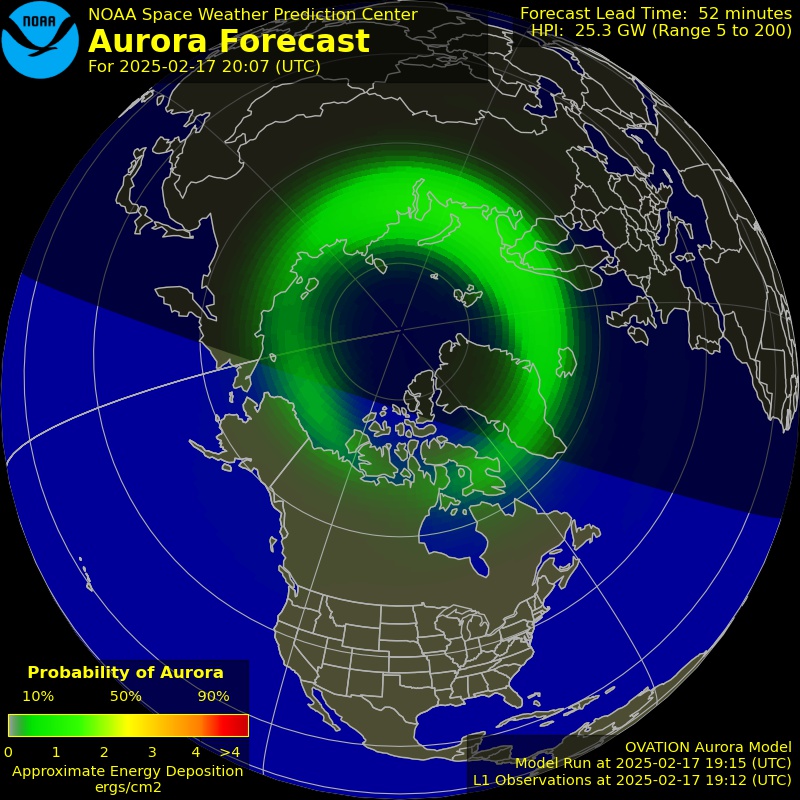 NOAA
NOAA Space Weather Prediction Center
Aurora Forecast
For 2025-02-17 20:07 (UTC)
Forecast Lead Time: 52 minutes
HPI: 25.3 GW (Range 5 to 200)
Probability of Aurora
10% 50% 90%
0 1 2 3 4 >4
Approximate Energy Deposition
ergs/cm2
OVATION Aurora Model
Model Run at 2025-02-17 19:15 (UTC)
L1 Observations at 2025-02-17 19:12 (UTC)